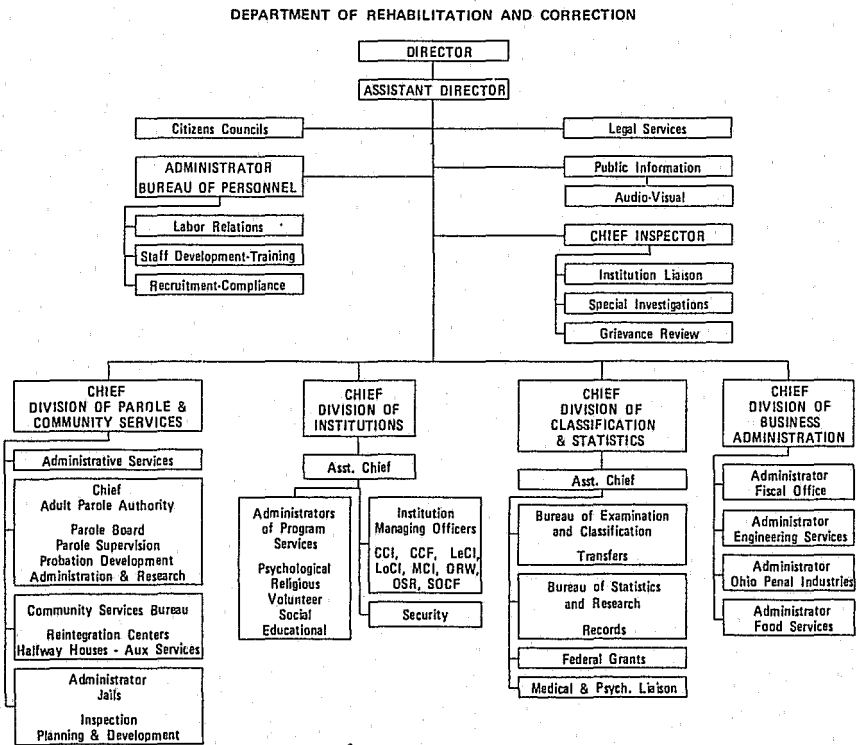 DEPARTMENT OF REHABILITATION AND CORRECTION
DIRECTOR
ASSISTANT DIRECTOR
Citizens Councils
Legal Services
ADMINISTRATOR
BUREAU OF PERSONNEL
Public Information
Audio-Visual
Labor Relations
Staff Development-Training
Recruitment-Compliance
CHIEF INSPECTOR
Institution Liaison
Special Investigations
Grievance Review
CHIEF
DIVISION OF PAROLE &
COMMUNITY SERVICES
Administrative Services
Chief
Adult Parole Authority
Parole Board
Parole Supervision
Probation Development
Administration & Research
Community Services Bureau
Reintegration Centers
Halfway Houses - Aux Services
Administrator
Jails
Inspection
Planning & Development
CHIEF
DIVISION OF
INSTITUTIONS
Asst. Chief
Administrators
of Program
Services
Psychological
Religious
Volunteer
Social
Educational
Institution
Managing Officers
CCI, CCF, LeCI,
LoCI, MCI, ORW,
OSR, SOCF
Security
CHIEF
DIVISION OF
CLASSIFICATION
& STATISTICS
Asst. Chief
Bureau of Examination
and Classification
Transfers
Bureau of Statistics
and Research
Records
Federal Grants
Medical & Psych. Liaison
CHIEF
DIVISION OF
BUSINESS
ADMINISTRATION
Administrator
Fiscal Office
Administrator
Engineering Services
Administrator
Ohio Penal Industries
Administrator
Food Services